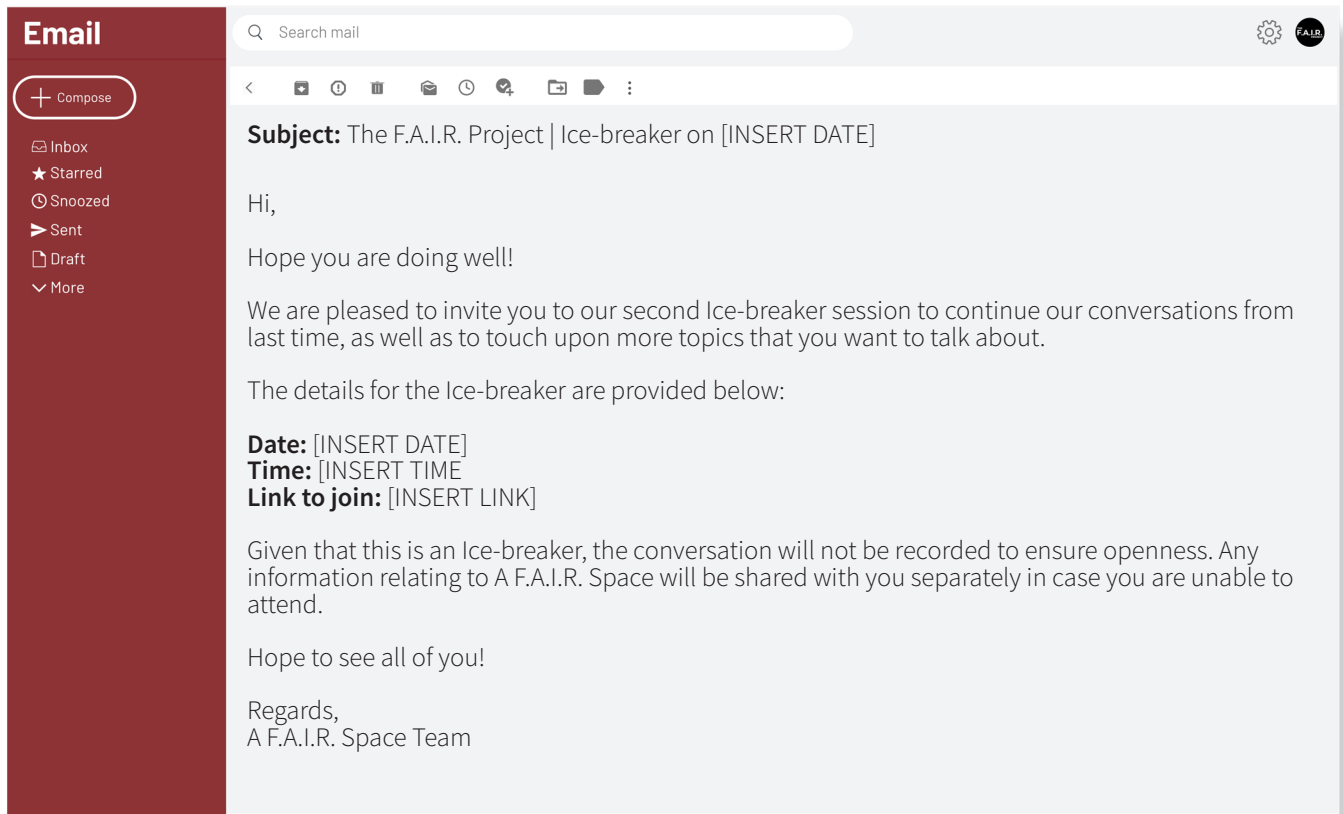 Email
Search mail
F.A.I.R.
Compose
Inbox
Starred
Snoozed
Sent
Draft
More
Subject: The F.A.I.R. Project | Ice-breaker on [INSERT DATE]
Hi,
Hope you are doing well!
We are pleased to invite you to our second Ice-breaker session to continue our conversations from
last time, as well as to touch upon more topics that you want to talk about.
The details for the Ice-breaker are provided below:
Date: [INSERT DATE]
Time: [INSERT TIME
Link to join: [INSERT LINK]
Given that this is an Ice-breaker, the conversation will not be recorded to ensure openness. Any
information relating to A F.A.I.R. Space will be shared with you separately in case you are unable to
attend.
Hope to see all of you!
Regards,
A F.A.I.R. Space Team